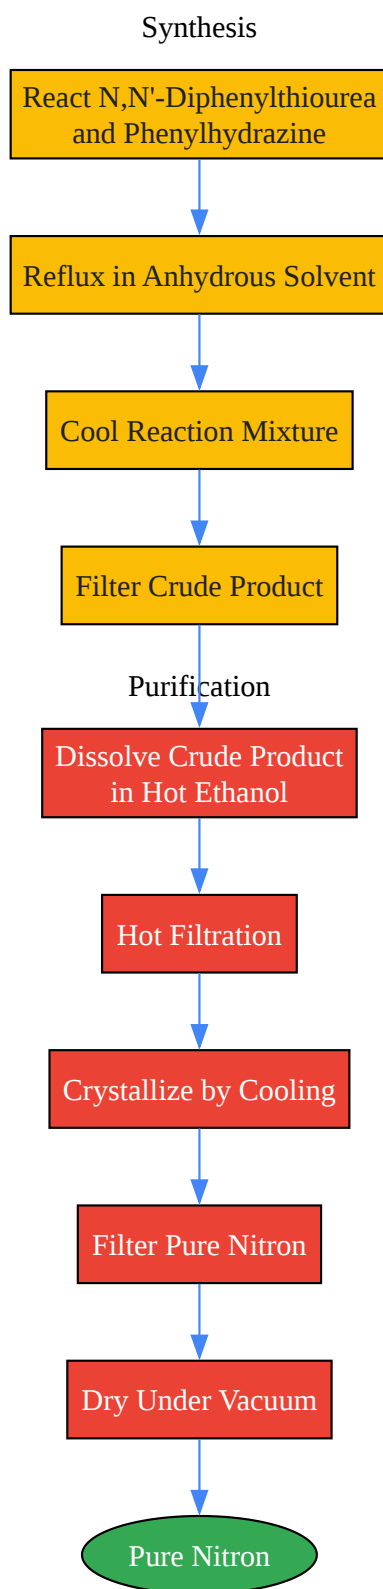 Synthesis
React N,N'-Diphenylthiourea
and Phenylhydrazine
Reflux in Anhydrous Solvent
Cool Reaction Mixture
Filter Crude Product
Purification
Dissolve Crude Product
in Hot Ethanol
Hot Filtration
Crystallize by Cooling
Filter Pure Nitron
Dry Under Vacuum
Pure Nitron